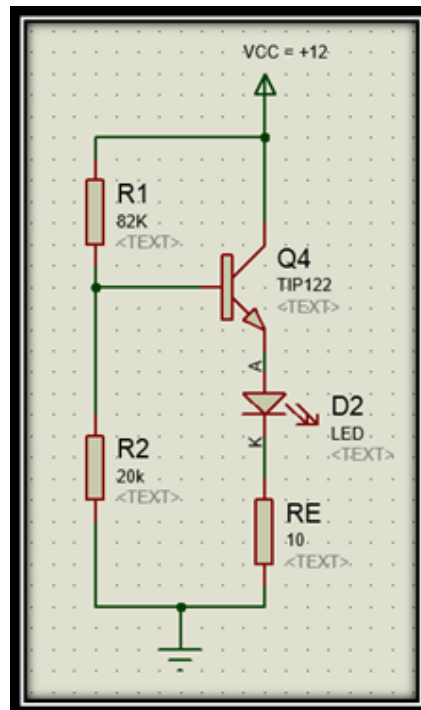 VCC = +12
R1
82K
<TEXT>
Q4
TIP122
<TEXT>
A
D2
LED
<TEXT>
K
R2
20k
<TEXT>
RE
10
<TEXT>